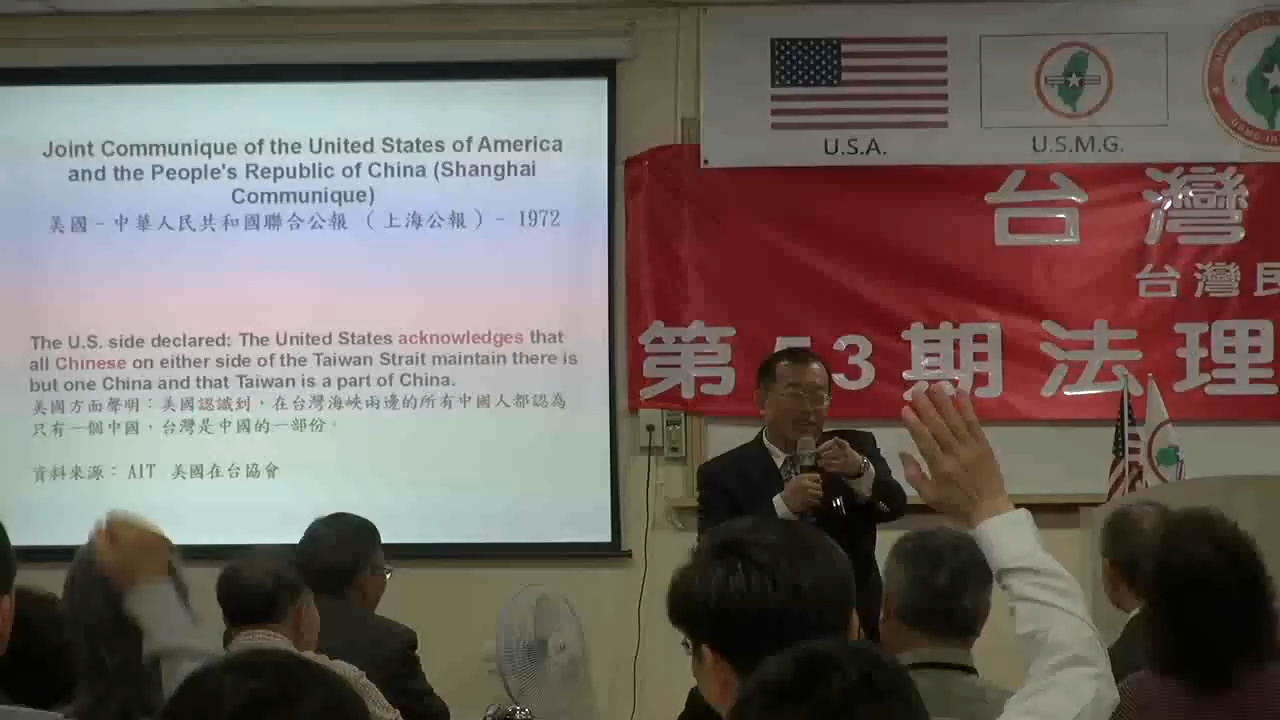 Joint Communique of the United States of America
and the People's Republic of China (Shanghai
Communique)
美國－中華人民共和國聯合公報 （上海公報）－ 1972
The U.S. side declared: The United States acknowledges that
all Chinese on either side of the Taiwan Strait maintain there is
but one China and that Taiwan is a part of China.
美國方面聲明：美國認識到，在台灣海峽兩邊的所有中國人都認為
只有一個中國，台灣是中國的一部份。
資料來源： AIT 美國在台協會
U.S.A.
U.S.M.G.
台灣
台灣民
第53期法理